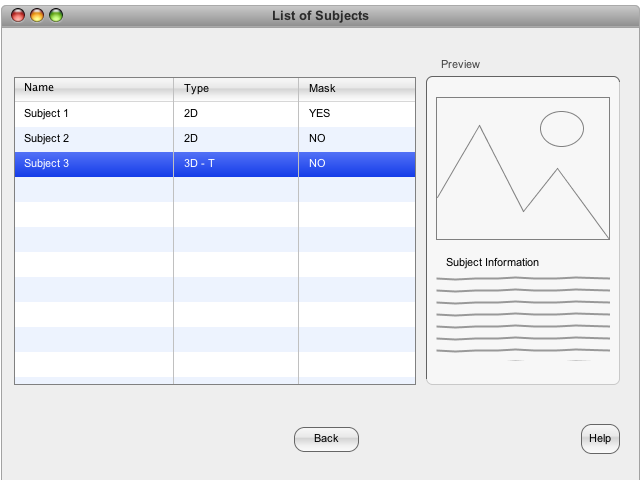 List of Subjects
Preview
Name Type Mask
Subject 1 2D YES
Subject 2 2D NO
Subject 3 3D - T NO
Subject Information
Back
Help